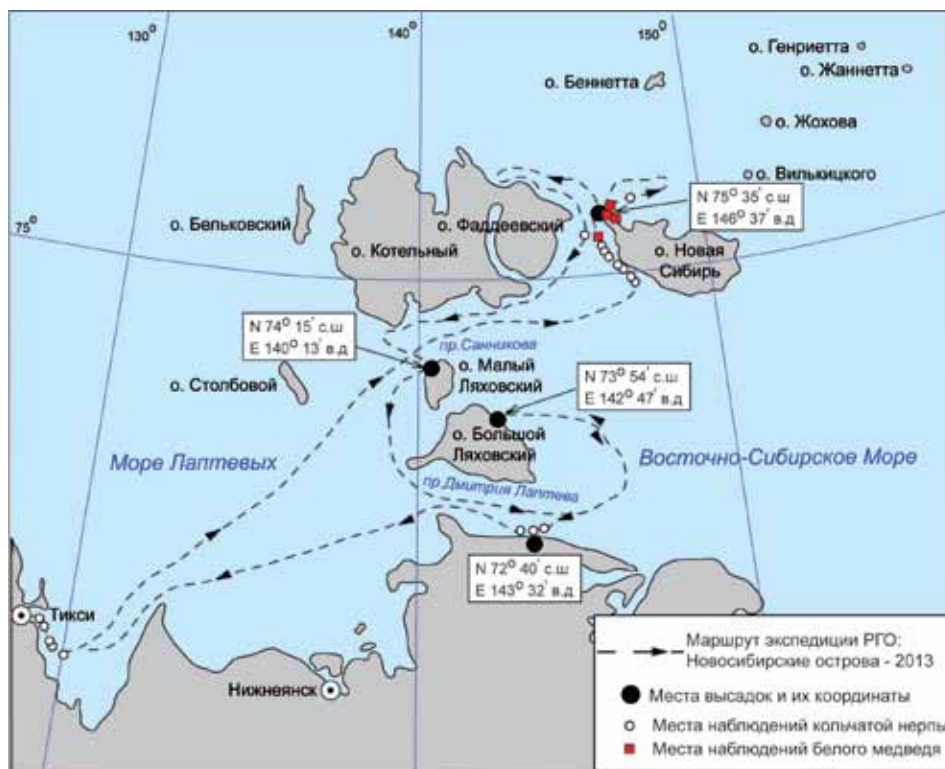 130°
140°
150°
о. Генриетта
о. Жаннетта
о. Беннетта
о. Жохова
о. Вилькицкого
N 75° 35′ с.ш
E 146° 37′ в.д
75°
о. Бельковский
о. Фаддеевский
о. Котельный
о. Новая
Сибирь
N 74° 15′ с.ш
E 140° 13′ в.д
пр.Санникова
о. Малый
Ляховский
N 73° 54′ с.ш
E 142° 47′ в.д
о. Столбовой
о. Большой
Ляховский
Море Лаптевых
Восточно-Сибирское Море
пр.Дмитрия Лаптева
N 72° 40′ с.ш
E 143° 32′ в.д
Тикси
Нижнеянск
Маршрут экспедиции РГО:
Новосибирские острова - 2013
Места высадок и их координаты
Места наблюдений кольчатой нерпы
Места наблюдений белого медведя